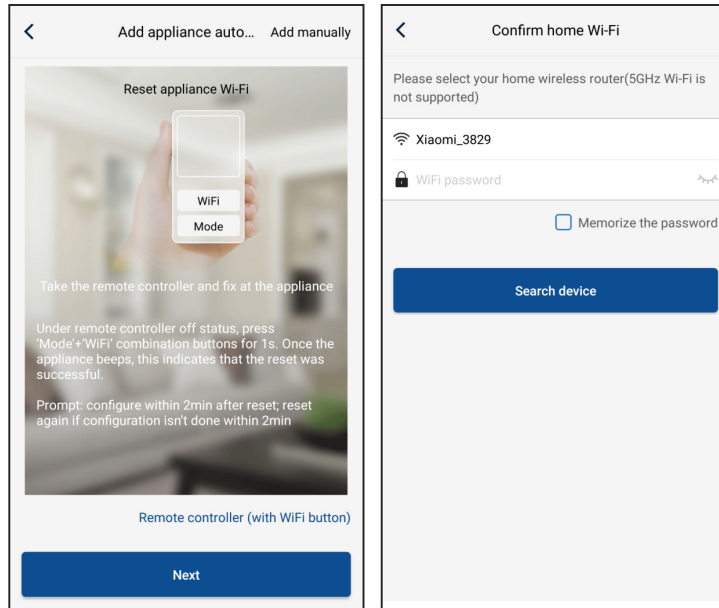 Add appliance auto... Add manually
Reset appliance Wi-Fi
WiFi
Mode
Take the remote controller and fix at the appliance
Under remote controller off status, press
'Mode'+'WiFi' combination buttons for 1s. Once the
appliance beeps, this indicates that the reset was
successful.
Prompt: configure within 2min after reset; reset
again if configuration isn't done within 2min
Remote controller (with WiFi button)
Next
Confirm home Wi-Fi
Please select your home wireless router(5GHz Wi-Fi is
not supported)
Xiaomi_3829
WiFi password
Memorize the password
Search device